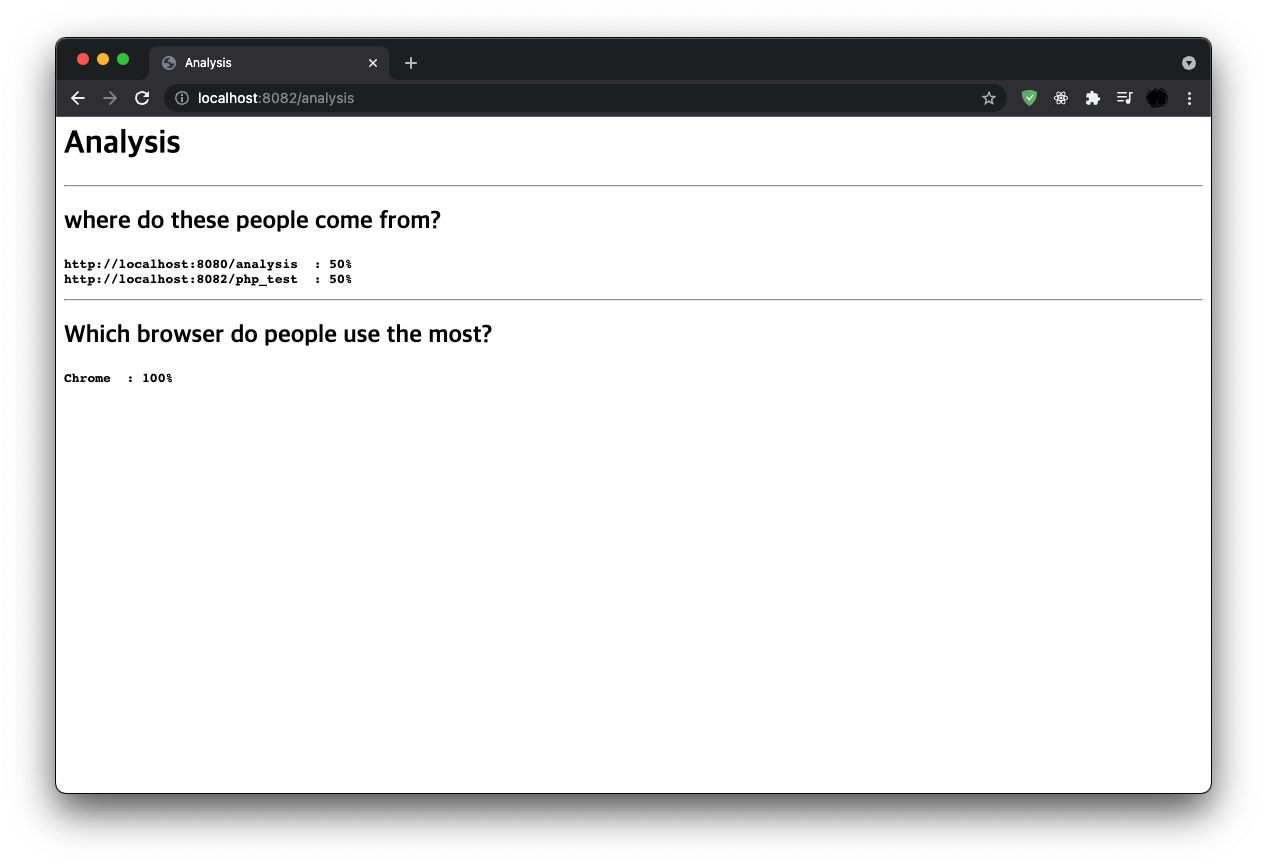 Analysis
localhost:8082/analysis
Analysis
where do these people come from?
http://localhost:8080/analysis : 50%
http://localhost:8082/php_test : 50%
Which browser do people use the most?
Chrome : 100%